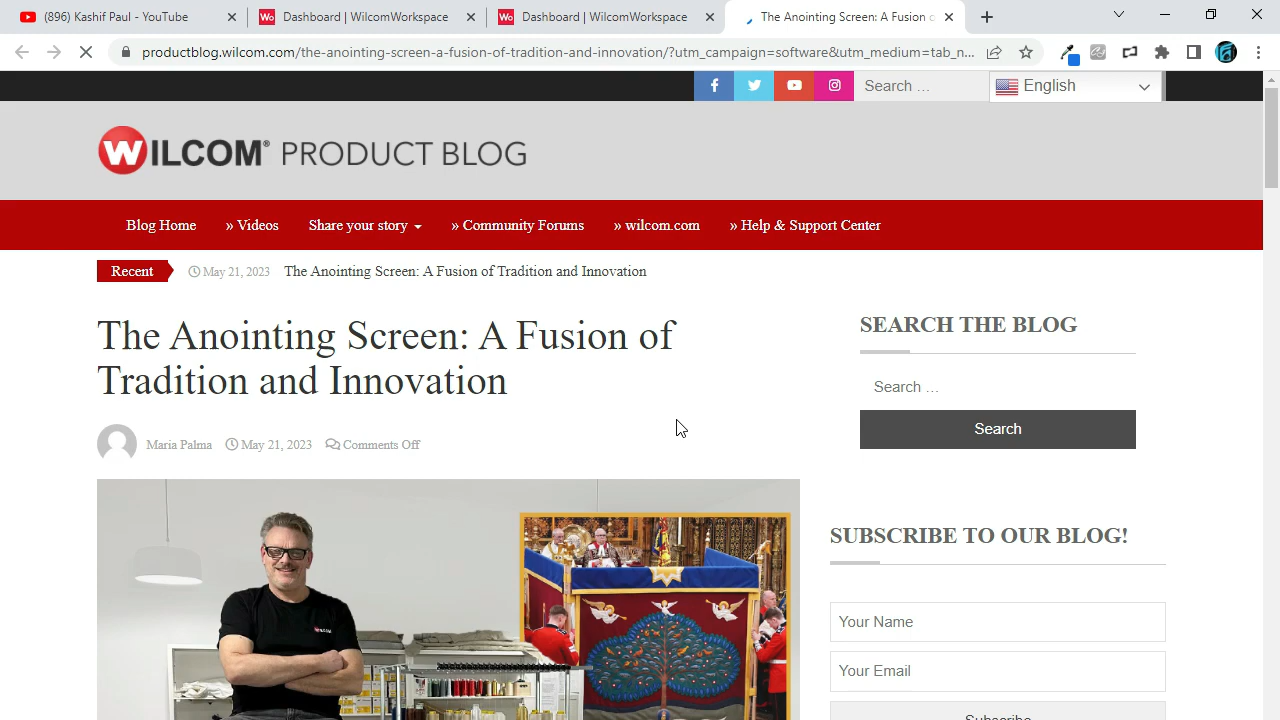 (896) Kashif Paul - YouTube
Dashboard | WilcomWorkspace
Dashboard | WilcomWorkspace
The Anointing Screen: A Fusion o
productblog.wilcom.com/the-anointing-screen-a-fusion-of-tradition-and-innovation/?utm_campaign=software&utm_medium=tab_n...
Search ...
English
WILCOM® PRODUCT BLOG
Blog Home » Videos Share your story » Community Forums » wilcom.com » Help & Support Center
Recent May 21, 2023 The Anointing Screen: A Fusion of Tradition and Innovation
The Anointing Screen: A Fusion of
Tradition and Innovation
Maria Palma May 21, 2023 Comments Off
SEARCH THE BLOG
Search ...
Search
SUBSCRIBE TO OUR BLOG!
Your Name
Your Email
Subscribe